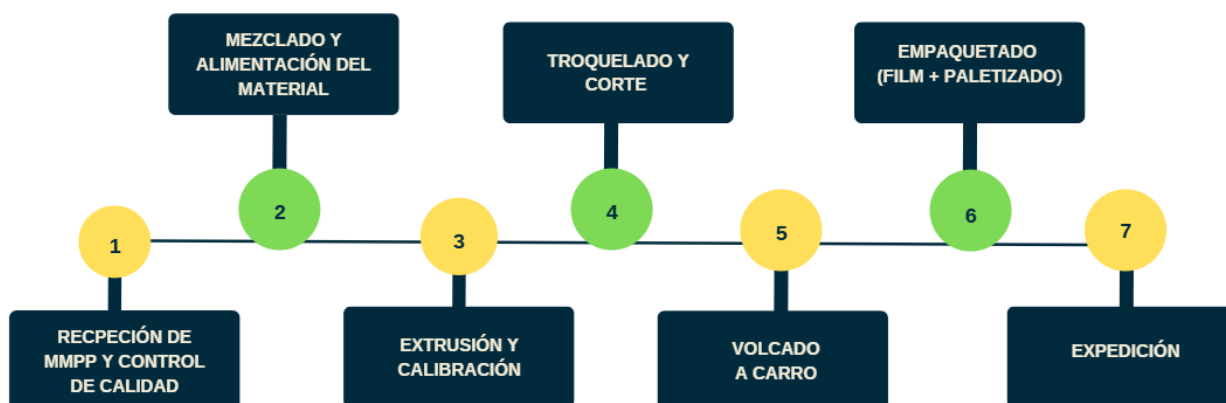 1
RECPECIÓN DE
MMPP Y CONTROL
DE CALIDAD
2
MEZCLADO Y
ALIMENTACIÓN DEL
MATERIAL
3
EXTRUSIÓN Y
CALIBRACIÓN
4
TROQUELADO Y
CORTE
5
VOLCADO
A CARRO
6
EMPAQUETADO
(FILM + PALETIZADO)
7
EXPEDICIÓN